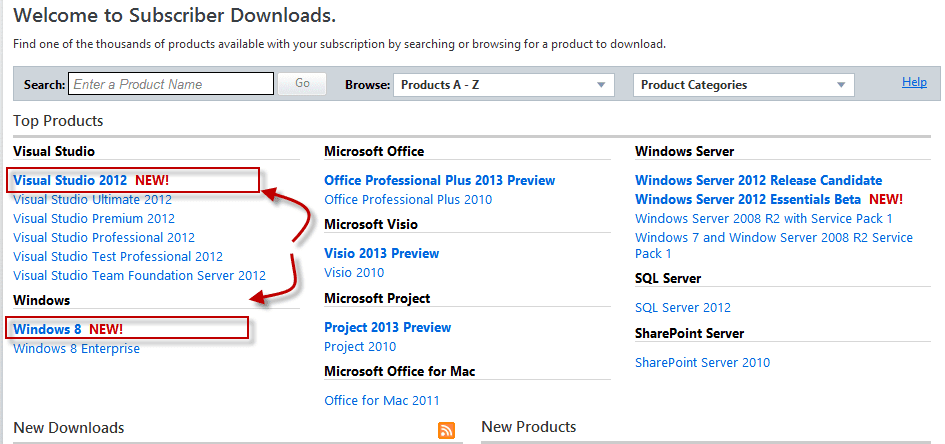 Welcome to Subscriber Downloads.
Find one of the thousands of products available with your subscription by searching or browsing for a product to download.
Search: Enter a Product Name Go Browse: Products A - Z Product Categories Help
Top Products
Visual Studio
Visual Studio 2012 NEW!
Visual Studio Ultimate 2012
Visual Studio Premium 2012
Visual Studio Professional 2012
Visual Studio Test Professional 2012
Visual Studio Team Foundation Server 2012
Windows
Windows 8 NEW!
Windows 8 Enterprise
Microsoft Office
Office Professional Plus 2013 Preview
Office Professional Plus 2010
Microsoft Visio
Visio 2013 Preview
Visio 2010
Microsoft Project
Project 2013 Preview
Project 2010
Microsoft Office for Mac
Office for Mac 2011
Windows Server
Windows Server 2012 Release Candidate
Windows Server 2012 Essentials Beta NEW!
Windows Server 2008 R2 with Service Pack 1
Windows 7 and Window Server 2008 R2 Service
Pack 1
SQL Server
SQL Server 2012
SharePoint Server
SharePoint Server 2010
New Downloads
New Products